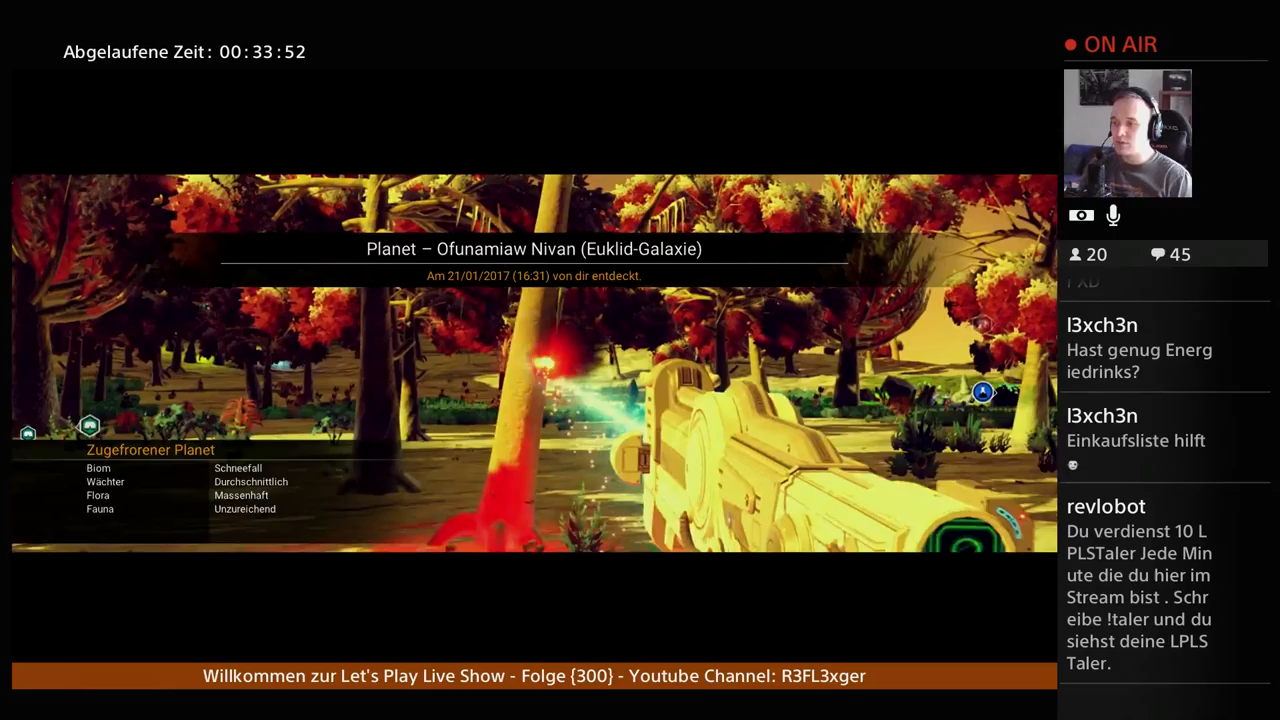 Abgelaufene Zeit: 00:33:52
ON AIR
20 45
l3xch3n
Hast genug Energ
iedrinks?
l3xch3n
Einkaufsliste hilft
revlobot
Du verdienst 10 L
PLSTaler Jede Min
ute die du hier im
Stream bist . Schr
eibe !taler und du
siehst deine LPLS
Taler.
Planet – Ofunamiaw Nivan (Euklid-Galaxie)
Am 21/01/2017 (16:31) von dir entdeckt.
Zugefrorener Planet
Biom Schneefall
Wächter Durchschnittlich
Flora Massenhaft
Fauna Unzureichend
Willkommen zur Let's Play Live Show - Folge {300} - Youtube Channel: R3FL3xger